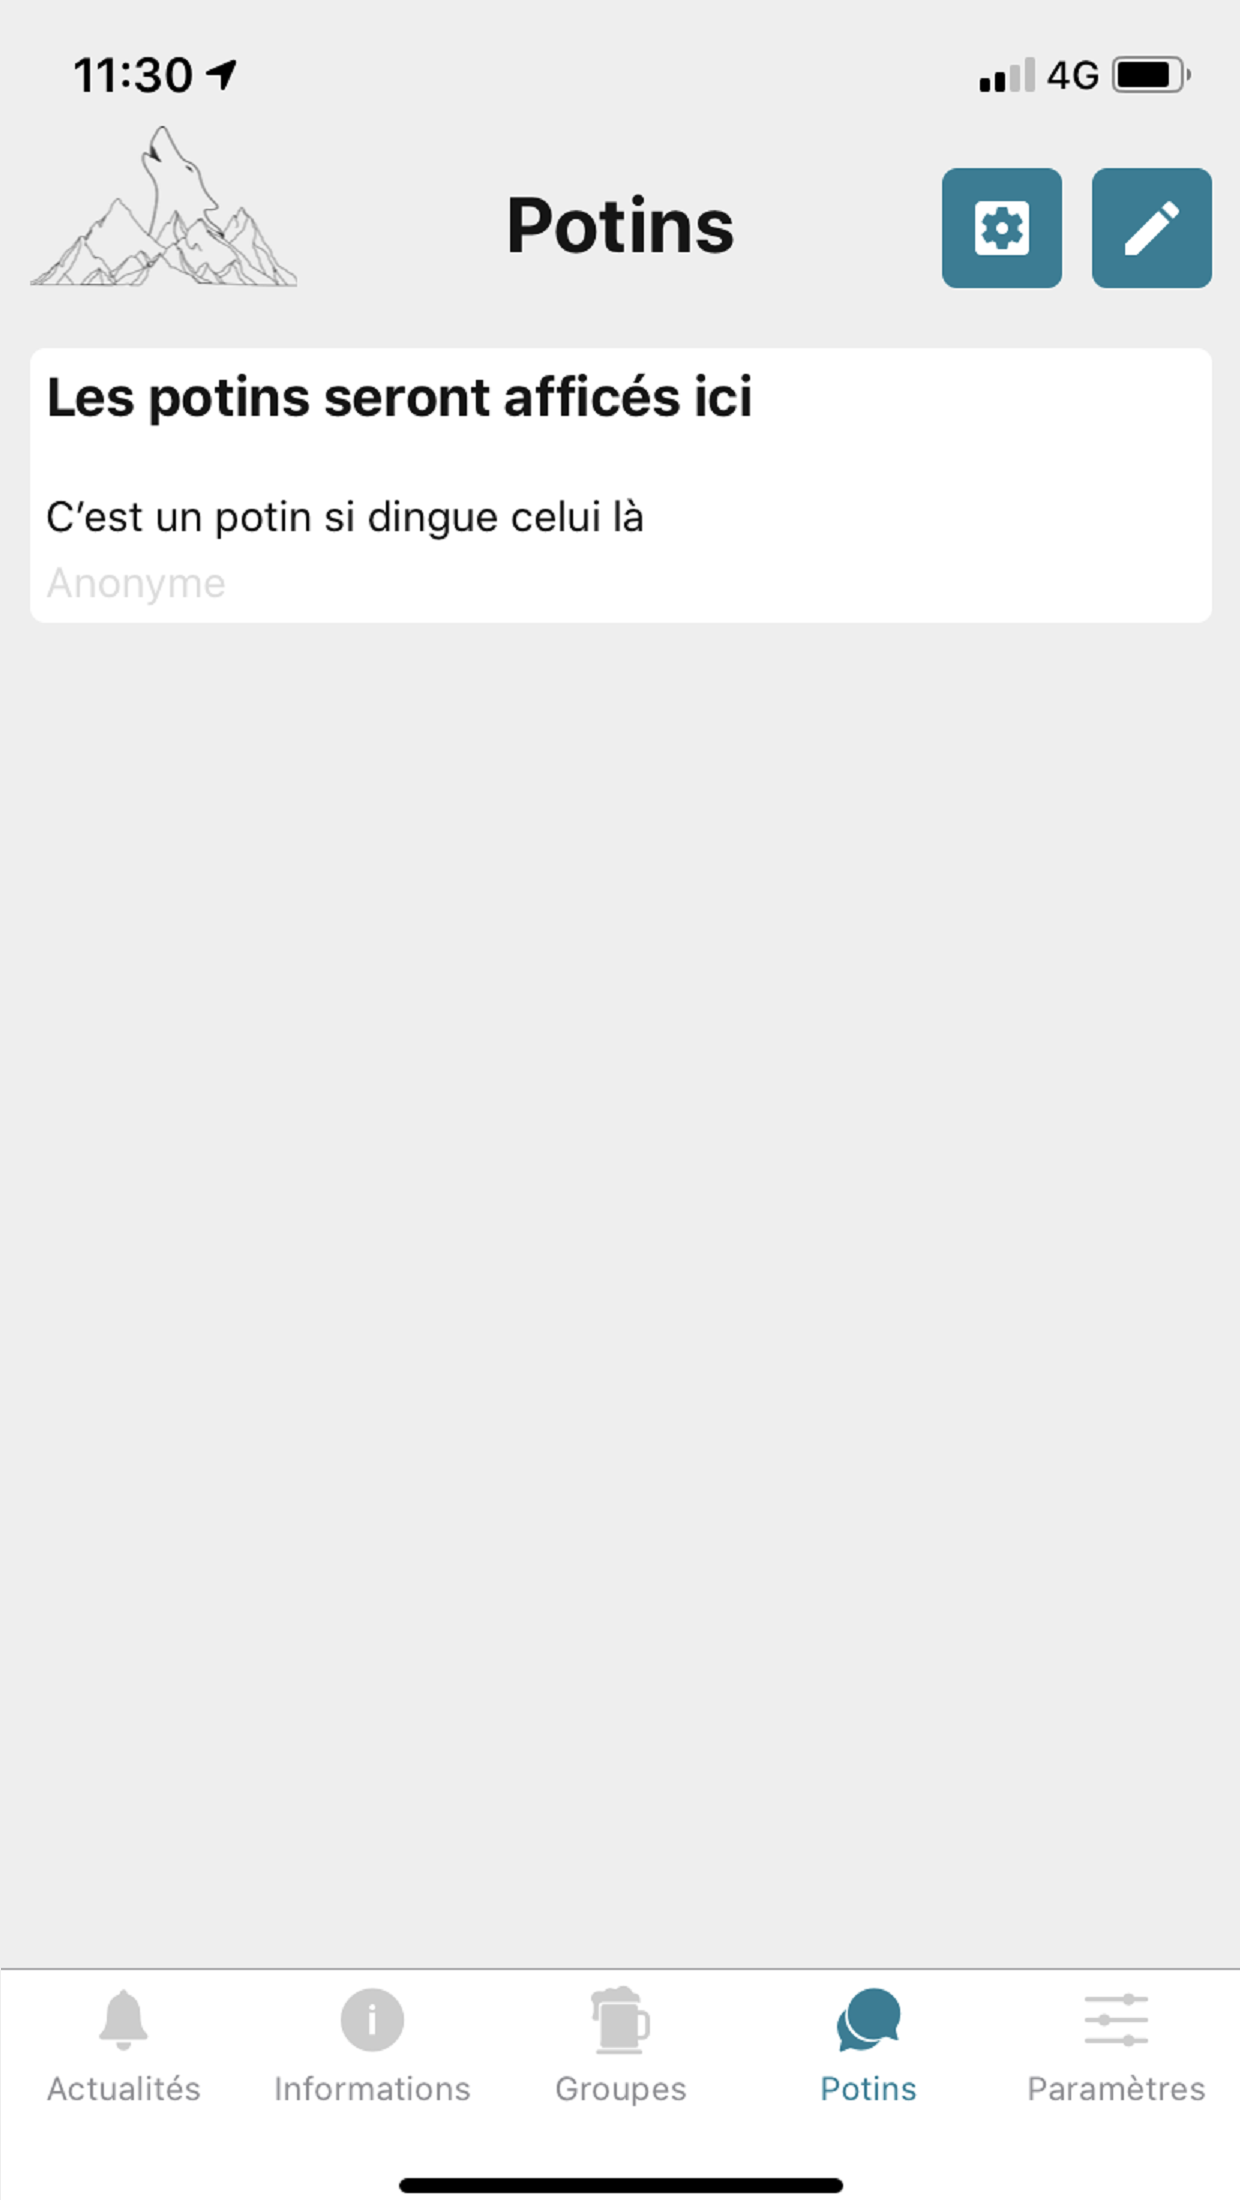 11:30
4G
Potins
Les potins seront afficés ici
C’est un potin si dingue celui là
Anonyme
Actualités
Informations
Groupes
Potins
Paramètres